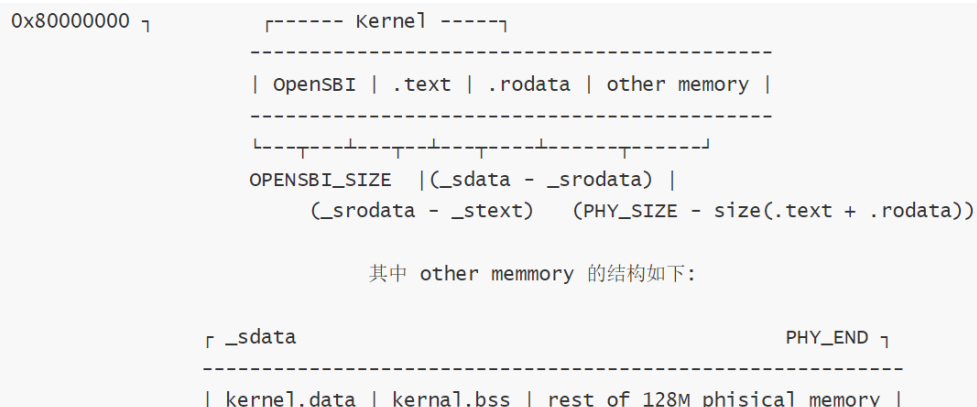 0x80000000 ┐         ┌------ Kernel -----┐
--------------------------------------------
| OpenSBI | .text | .rodata | other memory |
--------------------------------------------
└---┬---┴---┬--┴---┬----┴------┬------┘
OPENSBI_SIZE  |(_sdata - _srodata) |
(_srodata - _stext)   (PHY_SIZE - size(.text + .rodata))
其中 other memmory 的结构如下:
┌ _sdata                                         PHY_END ┐
-----------------------------------------------------------
| kernel.data | kernal.bss | rest of 128M phisical memory |